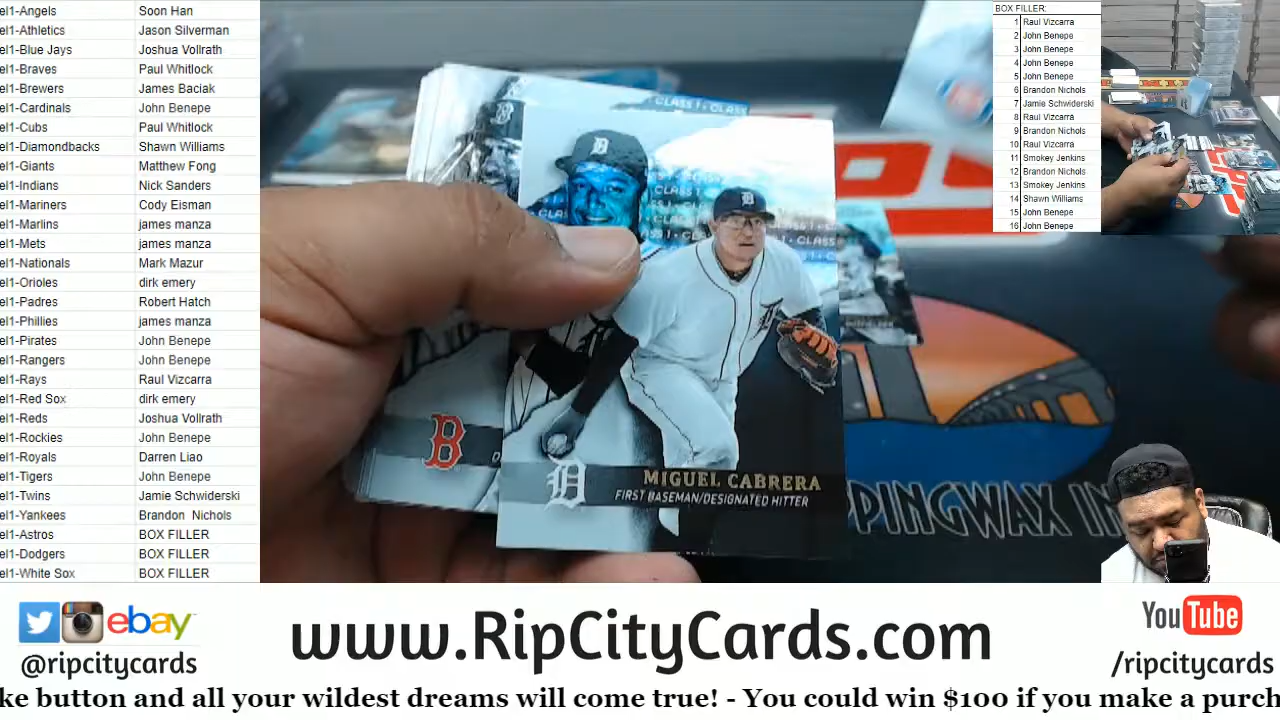 el1-Angels Soon Han
el1-Athletics Jason Silverman
el1-Blue Jays Joshua Vollrath
el1-Braves Paul Whitlock
el1-Brewers James Baciak
el1-Cardinals John Benepe
el1-Cubs Paul Whitlock
el1-Diamondbacks Shawn Williams
el1-Giants Matthew Fong
el1-Indians Nick Sanders
el1-Mariners Cody Eisman
el1-Marlins james manza
el1-Mets james manza
el1-Nationals Mark Mazur
el1-Orioles dirk emery
el1-Padres Robert Hatch
el1-Phillies james manza
el1-Pirates John Benepe
el1-Rangers John Benepe
el1-Rays Raul Vizcarra
el1-Red Sox dirk emery
el1-Reds Joshua Vollrath
el1-Rockies John Benepe
el1-Royals Darren Liao
el1-Tigers John Benepe
el1-Twins Jamie Schwiderski
el1-Yankees Brandon Nichols
el1-Astros BOX FILLER
el1-Dodgers BOX FILLER
el1-White Sox BOX FILLER
CLASS 1 • CLASS
B
D
D
MIGUEL CABRERA
FIRST BASEMAN/DESIGNATED HITTER
PPINGWAX IN
BOX FILLER:
1 Raul Vizcarra
2 John Benepe
3 John Benepe
4 John Benepe
5 John Benepe
6 Brandon Nichols
7 Jamie Schwiderski
8 Raul Vizcarra
9 Brandon Nichols
10 Raul Vizcarra
11 Smokey Jenkins
12 Brandon Nichols
13 Smokey Jenkins
14 Shawn Williams
15 John Benepe
16 John Benepe
ebay
@ripcitycards
www.RipCityCards.com
YouTube
/ripcitycards
ke button and all your wildest dreams will come true! - You could win $100 if you make a purch